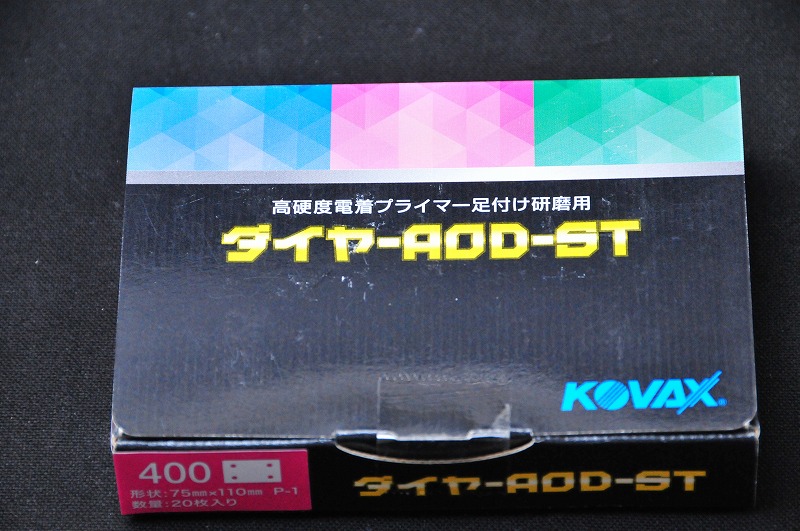 高硬度電着プライマー足付け研磨用
ダイヤ-AOD-ST
KOVAX®
400
形状:75mm×110mm P-1
数量:20枚入り
ダイヤ-AOD-ST